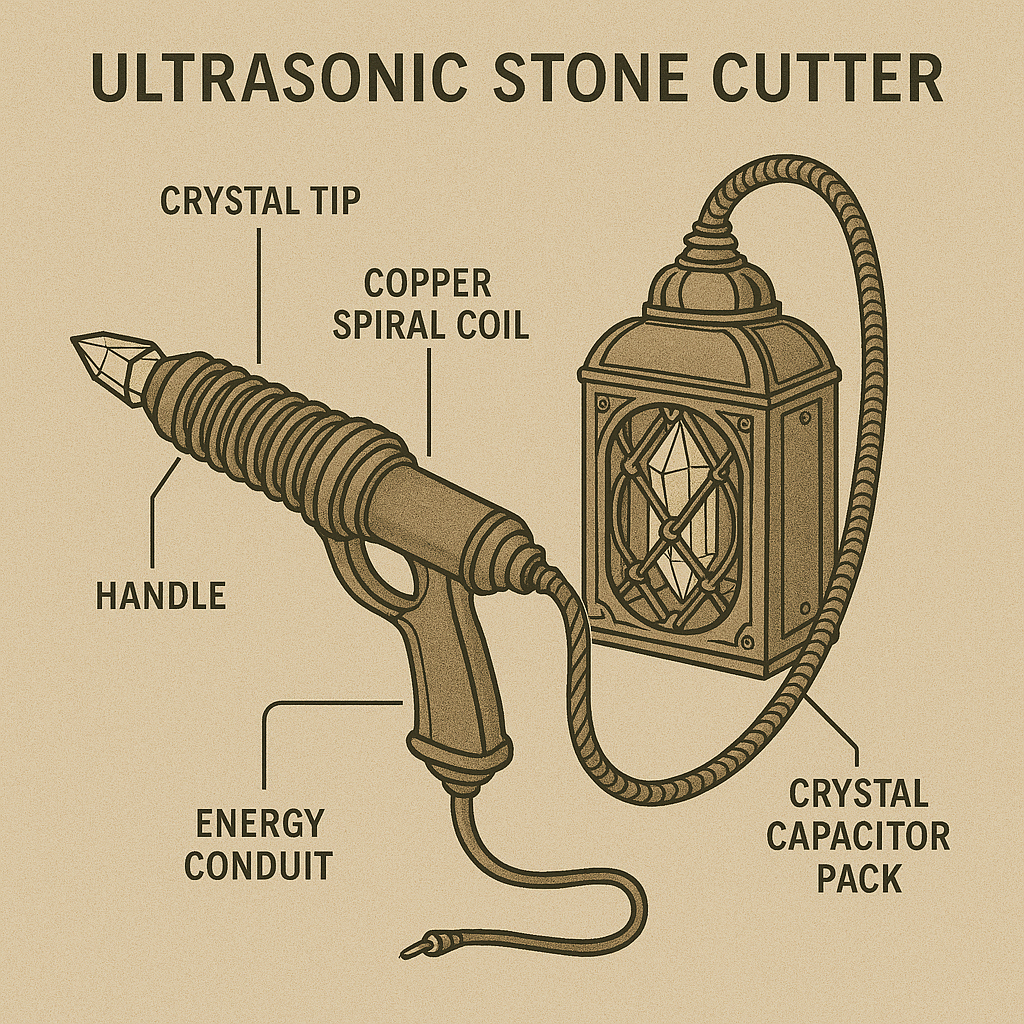 ULTRASONIC STONE CUTTER
CRYSTAL TIP
COPPER
SPIRAL COIL
HANDLE
ENERGY
CONDUIT
CRYSTAL
CAPACITOR
PACK